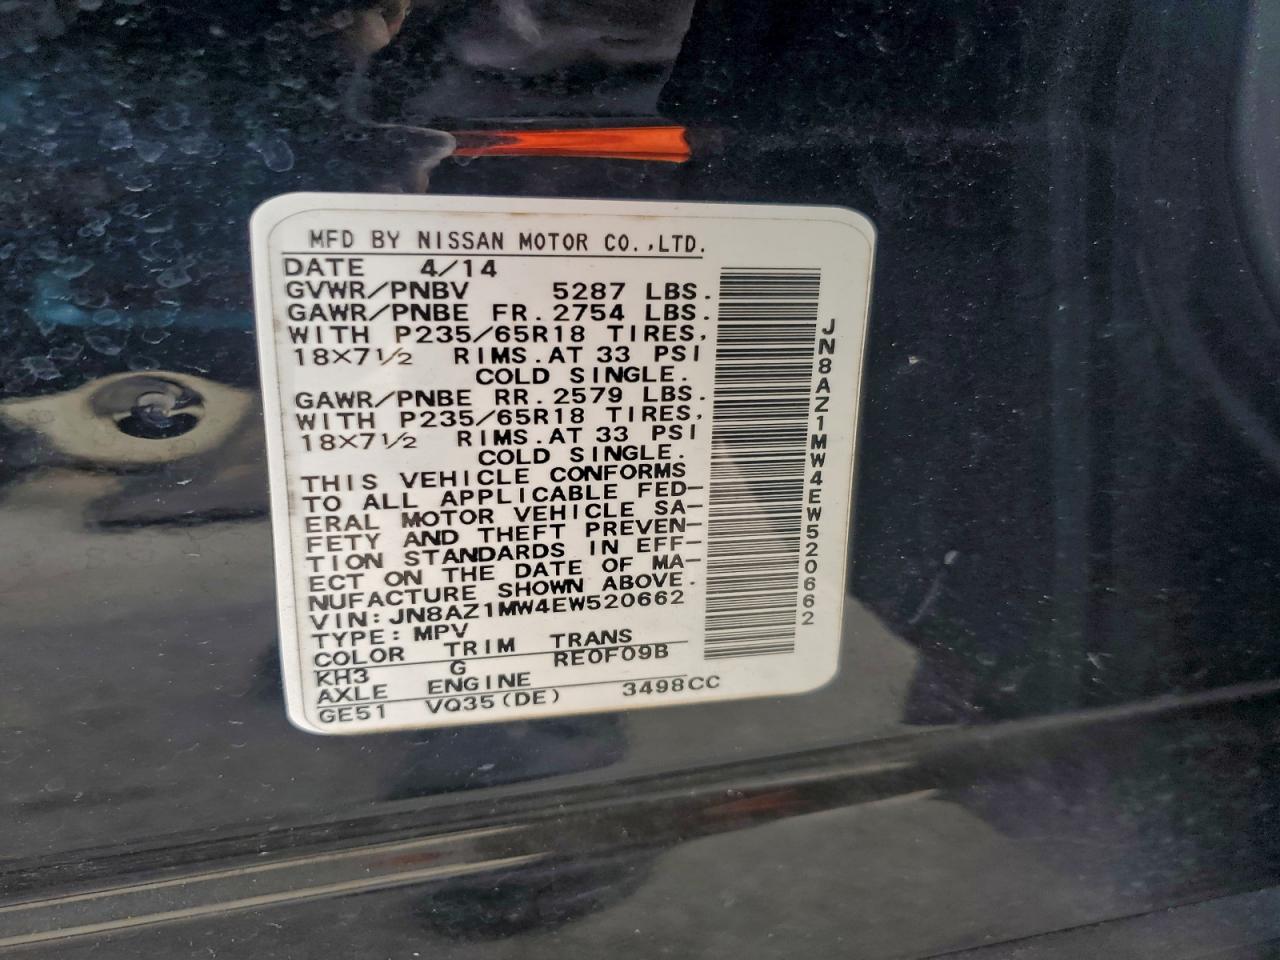 MFD BY NISSAN MOTOR CO.,LTD.
DATE 4/14
GVWR/PNBV 5287 LBS.
GAWR/PNBE FR.2754 LBS.
WITH P235/65R18 TIRES,
18X7½ RIMS.AT 33 PSI
COLD SINGLE.
GAWR/PNBE RR.2579 LBS.
WITH P235/65R18 TIRES,
18X7½ RIMS.AT 33 PSI
COLD SINGLE.
THIS VEHICLE CONFORMS
TO ALL APPLICABLE FED-
ERAL MOTOR VEHICLE SA-
FETY AND THEFT PREVEN-
TION STANDARDS IN EFF-
ECT ON THE DATE OF MA-
NUFACTURE SHOWN ABOVE.
VIN:JN8AZ1MW4EW520662
TYPE:MPV
COLOR TRIM TRANS
KH3 G RE0F09B
AXLE ENGINE
GE51 VQ35(DE) 3498CC
JN8AZ1MW4EW520662